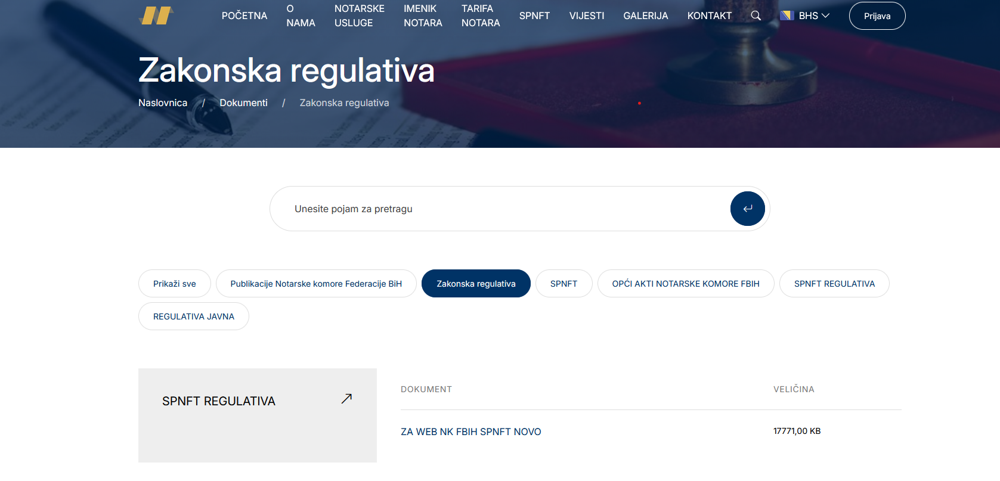 POČETNA
O NAMA
NOTARSKE USLUGE
IMENIK NOTARA
TARIFA NOTARA
SPNFT
VIJESTI
GALERIJA
KONTAKT
BHS
Prijava
Zakonska regulativa
Naslovnica / Dokumenti / Zakonska regulativa
Unesite pojam za pretragu
Prikaži sve
Publikacije Notarske komore Federacije BiH
Zakonska regulativa
SPNFT
OPĆI AKTI NOTARSKE KOMORE FBIH
SPNFT REGULATIVA
REGULATIVA JAVNA
SPNFT REGULATIVA
DOKUMENT VELIČINA
ZA WEB NK FBIH SPNFT NOVO 17771,00 KB